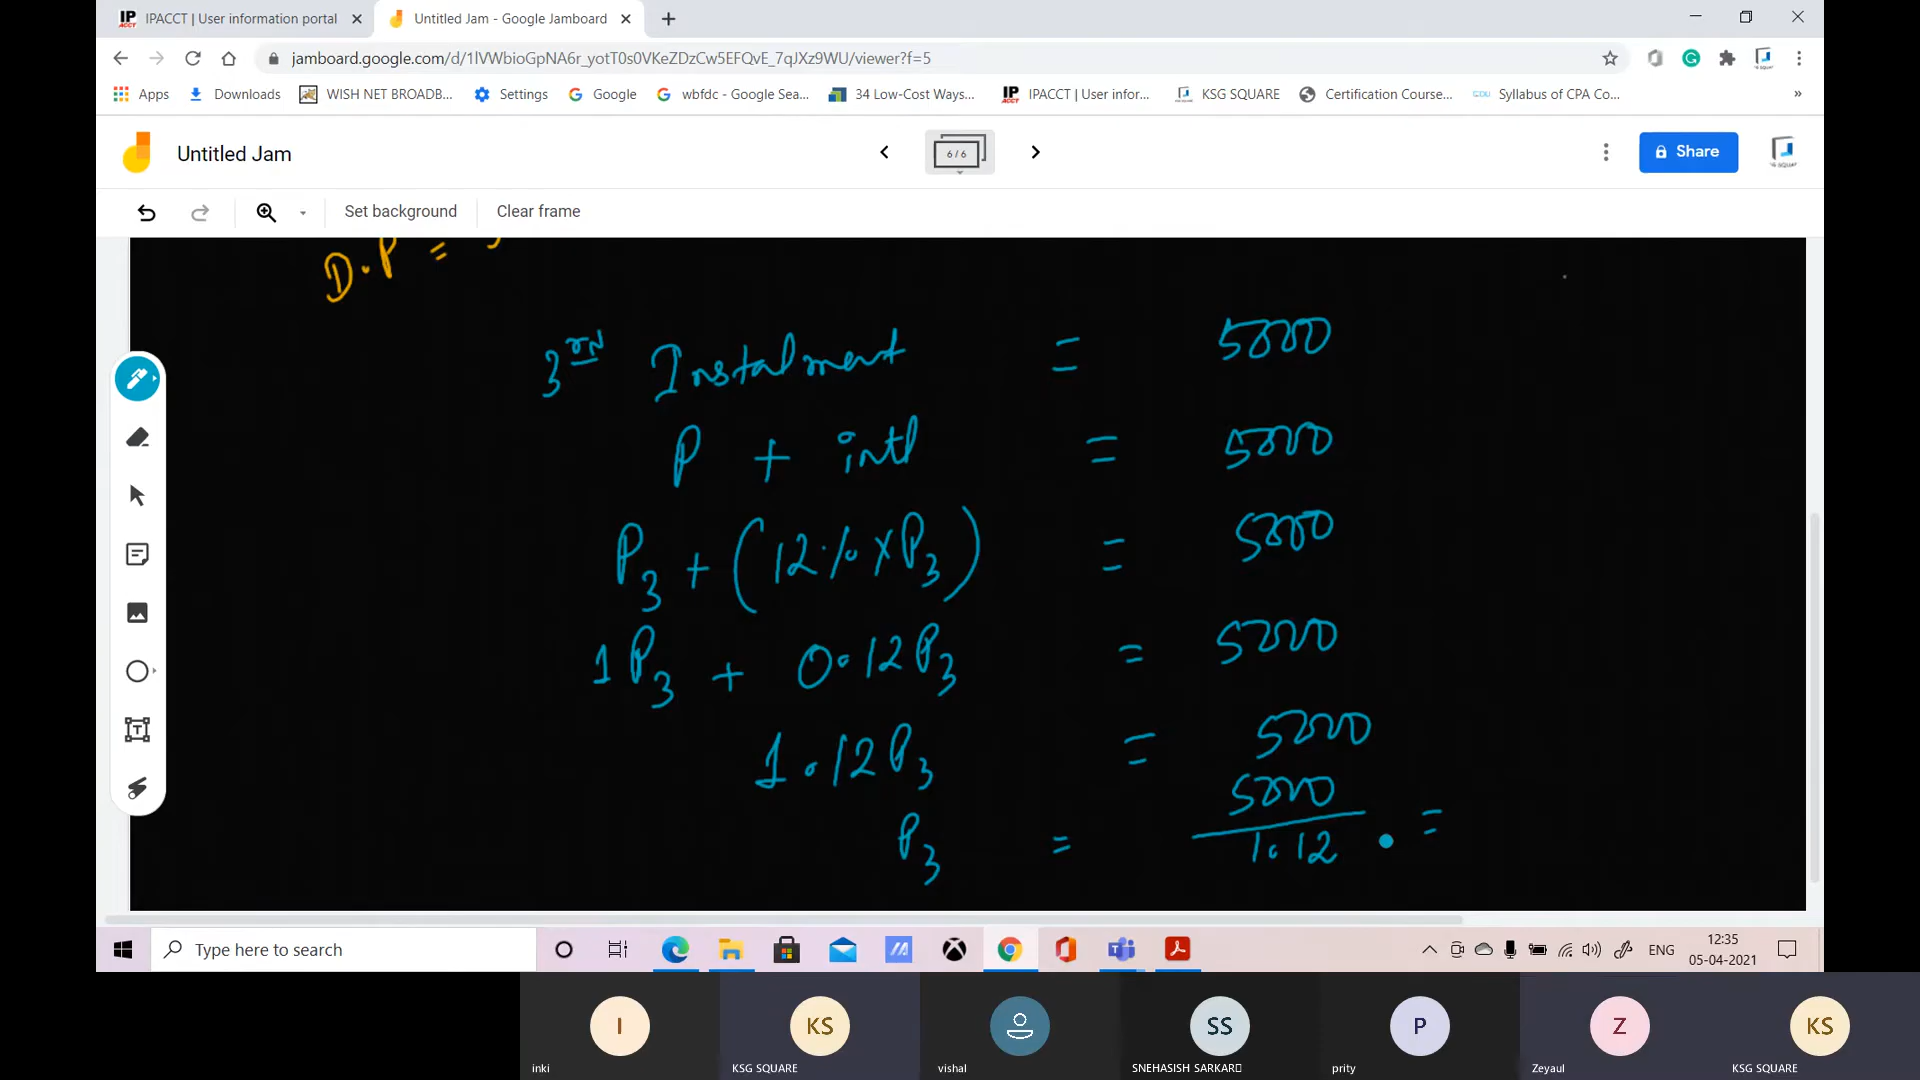 IPACCT | User information portal
Untitled Jam - Google Jamboard
jamboard.google.com/d/1lVWbioGpNA6r_yotT0s0VKeZDzCw5EFQvE_7qJXz9WU/viewer?f=5
Apps Downloads WISH NET BROADB... Settings Google wbfdc - Google Sea... 34 Low-Cost Ways... IPACCT | User infor... KSG SQUARE Certification Course... Syllabus of CPA Co... »
Untitled Jam
6 / 6
Share
Set background Clear frame
D.P =
3rd Instalment = 5000
P + intt = 5000
P3 + (12% x P3) = 5000
1P3 + 0.12P3 = 5000
1.12P3 = 5000
P3 = 5000/1.12 =
Type here to search
ENG
12:35
05-04-2021
I KS SS P Z KS
inki KSG SQUARE vishal SNEHASISH SARKAR prity Zeyaul KSG SQUARE